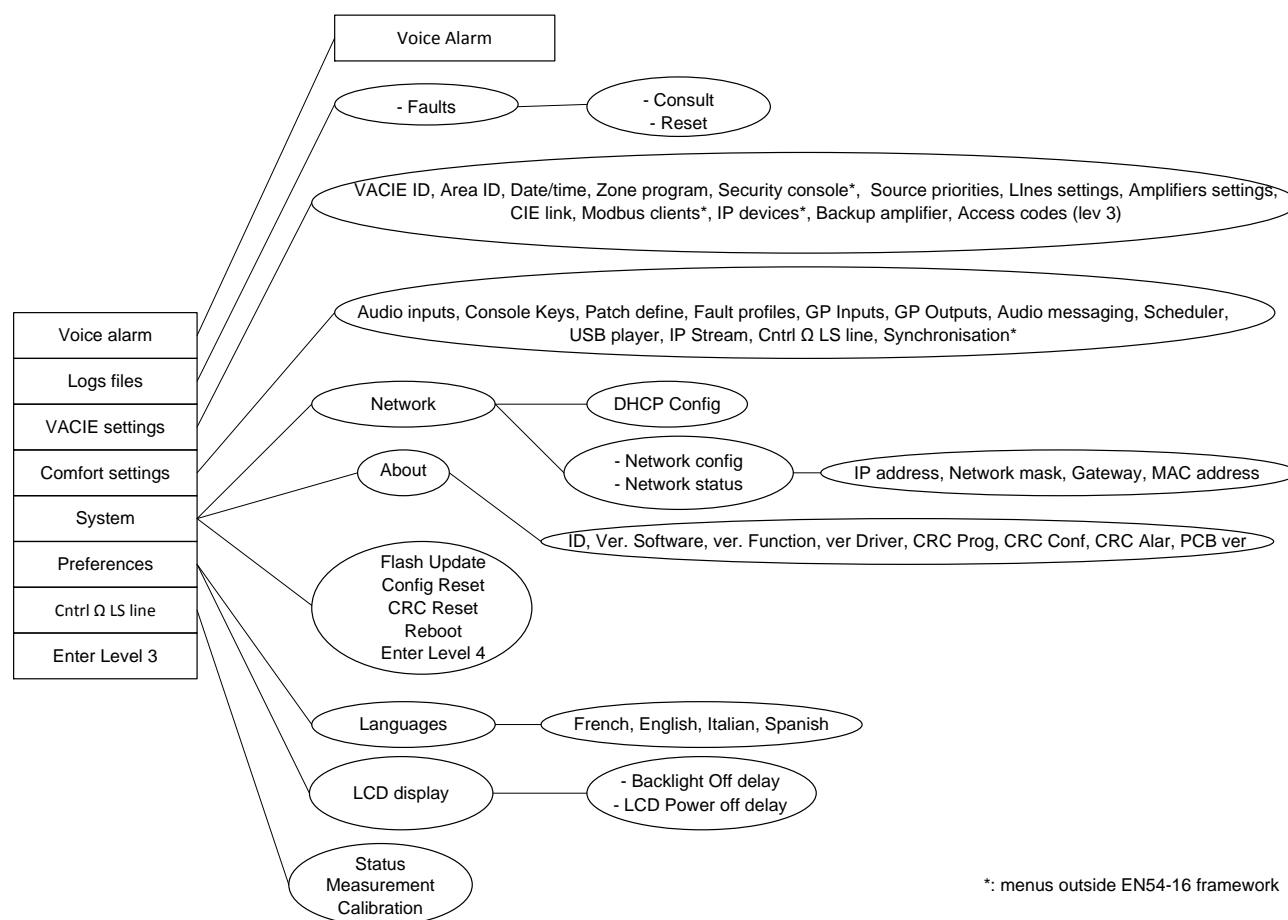 Voice Alarm
- Faults
- Consult
- Reset
VACIE ID, Area ID, Date/time, Zone program, Security console*, Source priorities, LInes settings, Amplifiers settings,
CIE link, Modbus clients*, IP devices*, Backup amplifier, Access codes (lev 3)
Audio inputs, Console Keys, Patch define, Fault profiles, GP Inputs, GP Outputs, Audio messaging, Scheduler,
USB player, IP Stream, Cntrl Ω LS line, Synchronisation*
Voice alarm
Logs files
VACIE settings
Comfort settings
System
Preferences
Cntrl Ω LS line
Enter Level 3
Network
DHCP Config
- Network config
- Network status
IP address, Network mask, Gateway, MAC address
About
ID, Ver. Software, ver. Function, ver Driver, CRC Prog, CRC Conf, CRC Alar, PCB ver
Flash Update
Config Reset
CRC Reset
Reboot
Enter Level 4
Languages
French, English, Italian, Spanish
LCD display
- Backlight Off delay
- LCD Power off delay
Status
Measurement
Calibration
*: menus outside EN54-16 framework